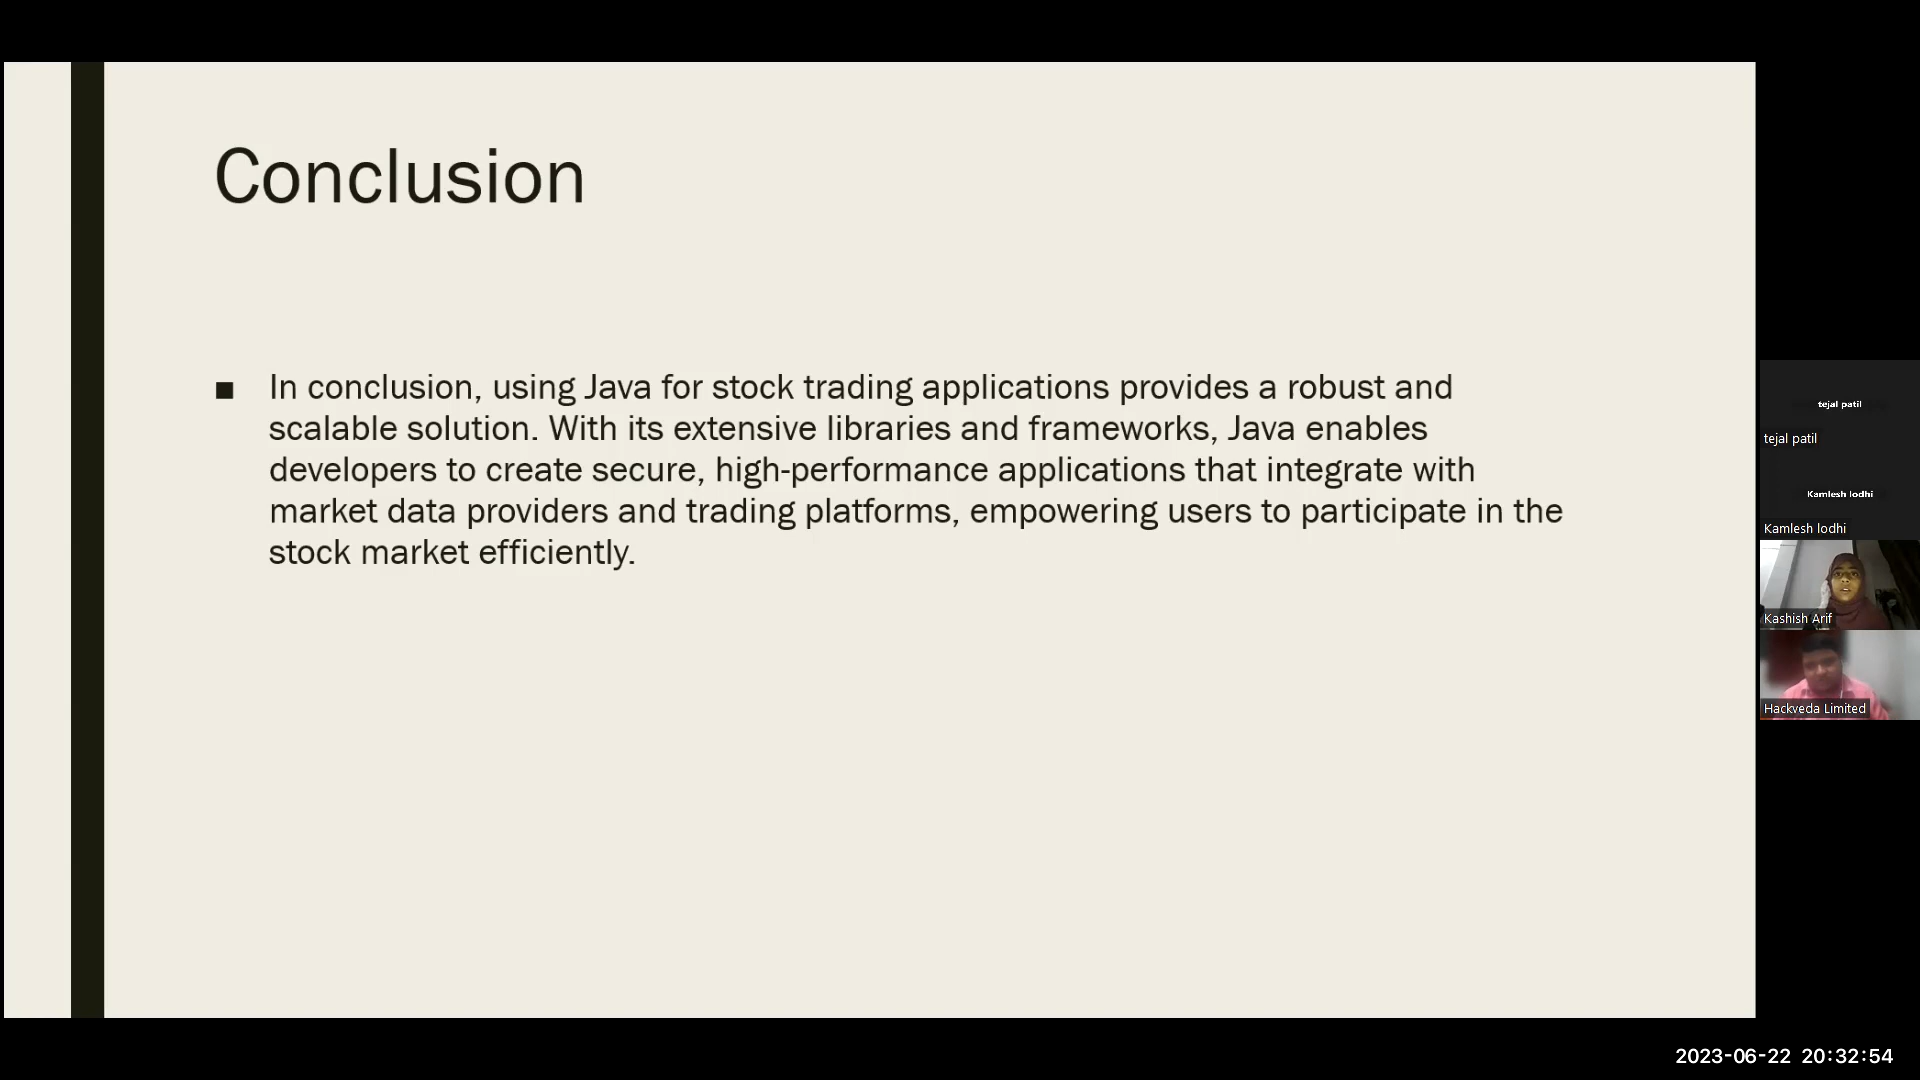 Conclusion
■ In conclusion, using Java for stock trading applications provides a robust and
scalable solution. With its extensive libraries and frameworks, Java enables
developers to create secure, high-performance applications that integrate with
market data providers and trading platforms, empowering users to participate in the
stock market efficiently.
tejal patil
tejal patil
Kamlesh lodhi
Kamlesh lodhi
Kashish Arif
Hackveda Limited
2023-06-22 20:32:54